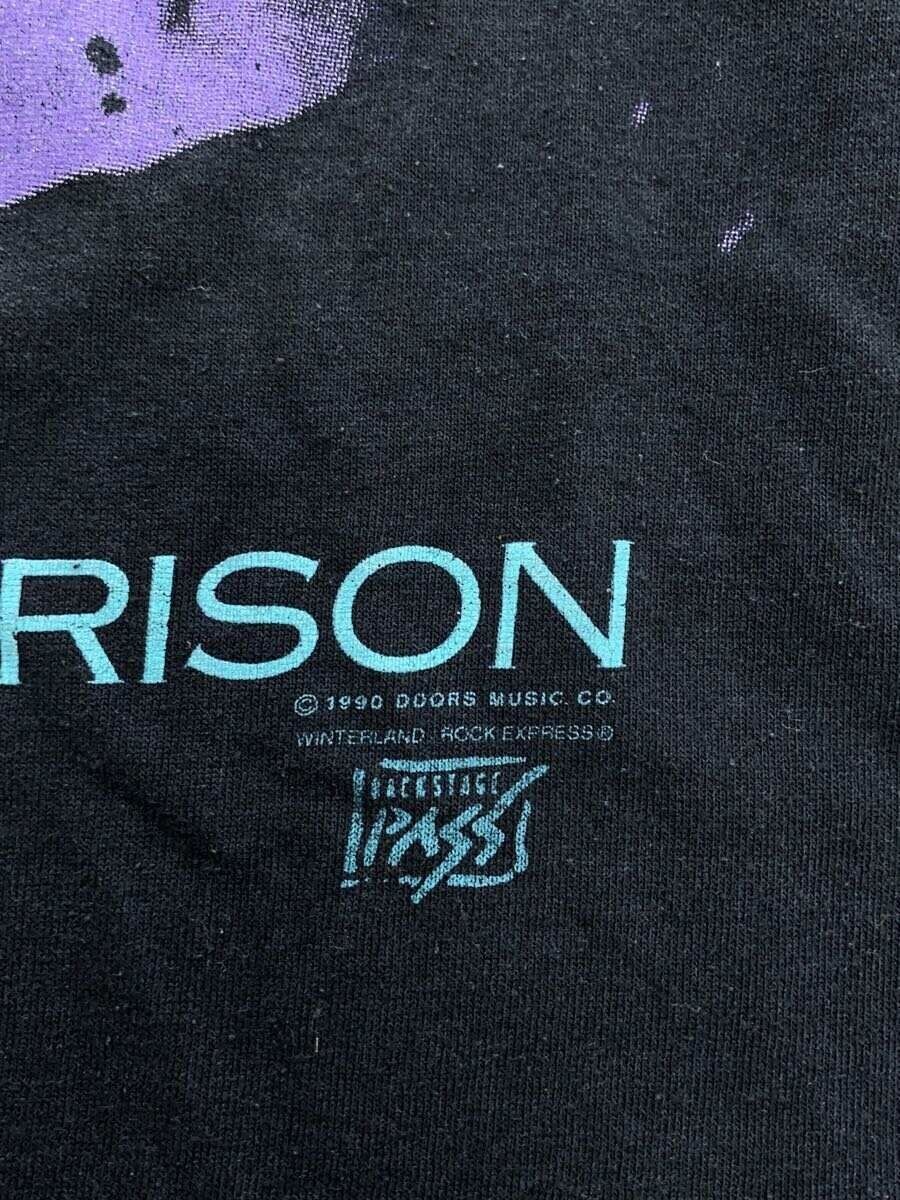 RISON
© 1990 DOORS MUSIC. CO.
WINTERLAND ROCK EXPRESS®
BACKSTAGE
PASS